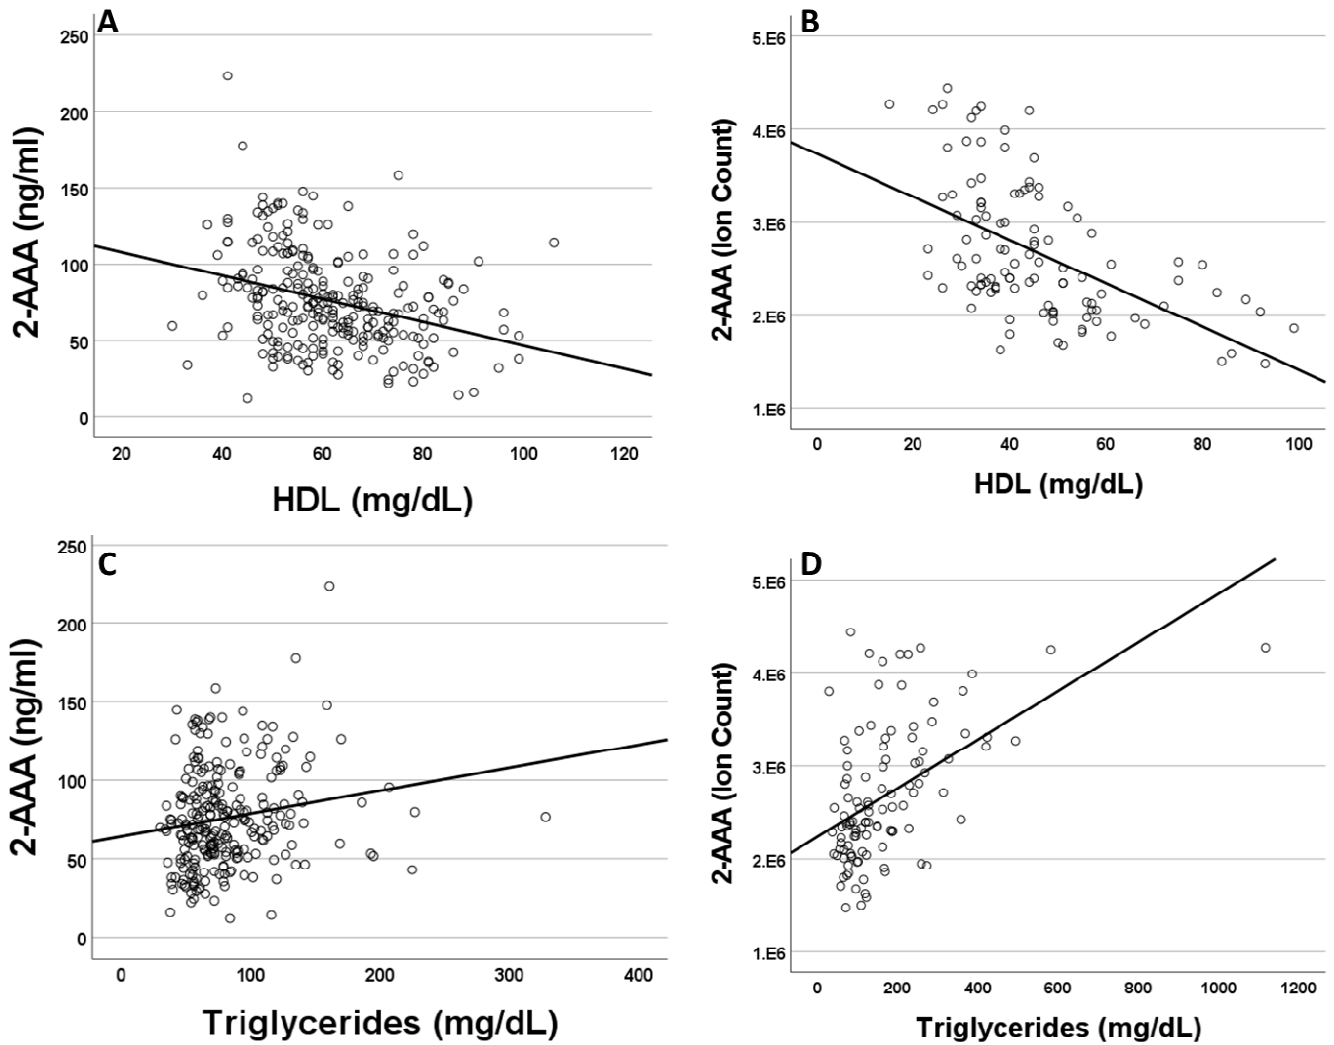 A
250
200
150
100
50
0
2-AAA (ng/ml)
20 40 60 80 100 120
HDL (mg/dL)
B
5.E6
4.E6
3.E6
2.E6
1.E6
2-AAA (Ion Count)
0 20 40 60 80 100
HDL (mg/dL)
C
250
200
150
100
50
0
2-AAA (ng/ml)
0 100 200 300 400
Triglycerides (mg/dL)
D
5.E6
4.E6
3.E6
2.E6
1.E6
2-AAA (Ion Count)
0 200 400 600 800 1000 1200
Triglycerides (mg/dL)